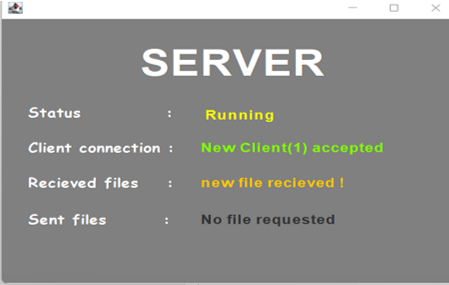 SERVER
Status : Running
Client connection : New Client(1) accepted
Recieved files : new file recieved !
Sent files : No file requested